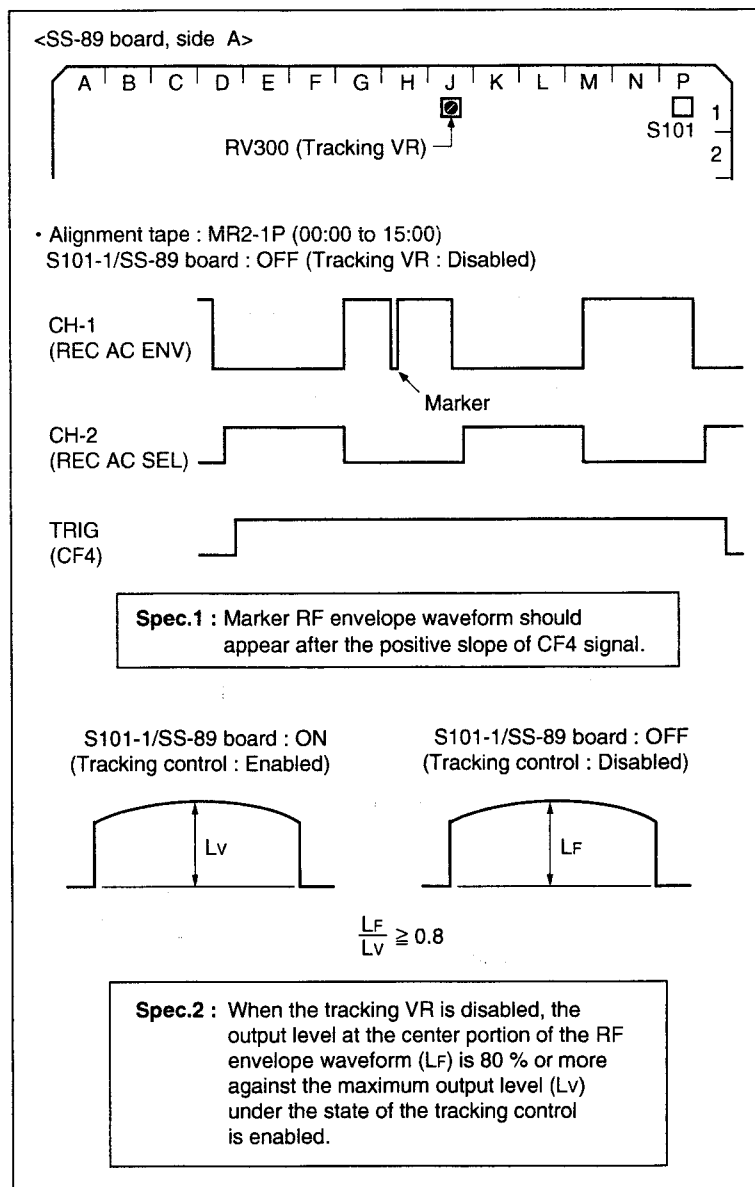 <SS-89 board, side A>
A B C D E F G H J K L M N P
1
S101
RV300 (Tracking VR)
2
• Alignment tape : MR2-1P (00:00 to 15:00)
S101-1/SS-89 board : OFF (Tracking VR : Disabled)
CH-1
(REC AC ENV)
Marker
CH-2
(REC AC SEL)
TRIG
(CF4)
Spec.1 : Marker RF envelope waveform should
appear after the positive slope of CF4 signal.
S101-1/SS-89 board : ON
(Tracking control : Enabled)
S101-1/SS-89 board : OFF
(Tracking control : Disabled)
LV
LF
LF
LV ≧ 0.8
Spec.2 : When the tracking VR is disabled, the
output level at the center portion of the RF
envelope waveform (LF) is 80 % or more
against the maximum output level (LV)
under the state of the tracking control
is enabled.